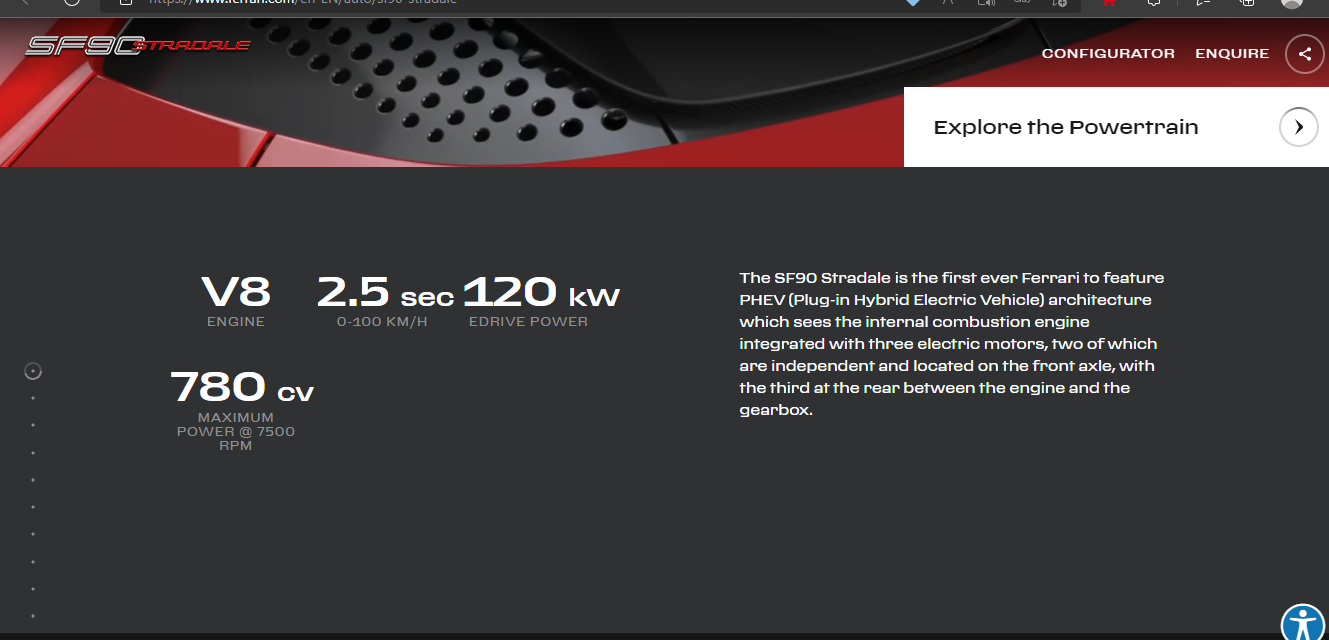 https://www.ferrari.com/en-EN/auto/sf90-stradale
SF90 STRADALE
CONFIGURATOR ENQUIRE
Explore the Powertrain
V8 2.5 sec 120 kW
ENGINE 0-100 KM/H EDRIVE POWER
780 cv
MAXIMUM
POWER @ 7500
RPM
The SF90 Stradale is the first ever Ferrari to feature
PHEV (Plug-in Hybrid Electric Vehicle) architecture
which sees the internal combustion engine
integrated with three electric motors, two of which
are independent and located on the front axle, with
the third at the rear between the engine and the
gearbox.